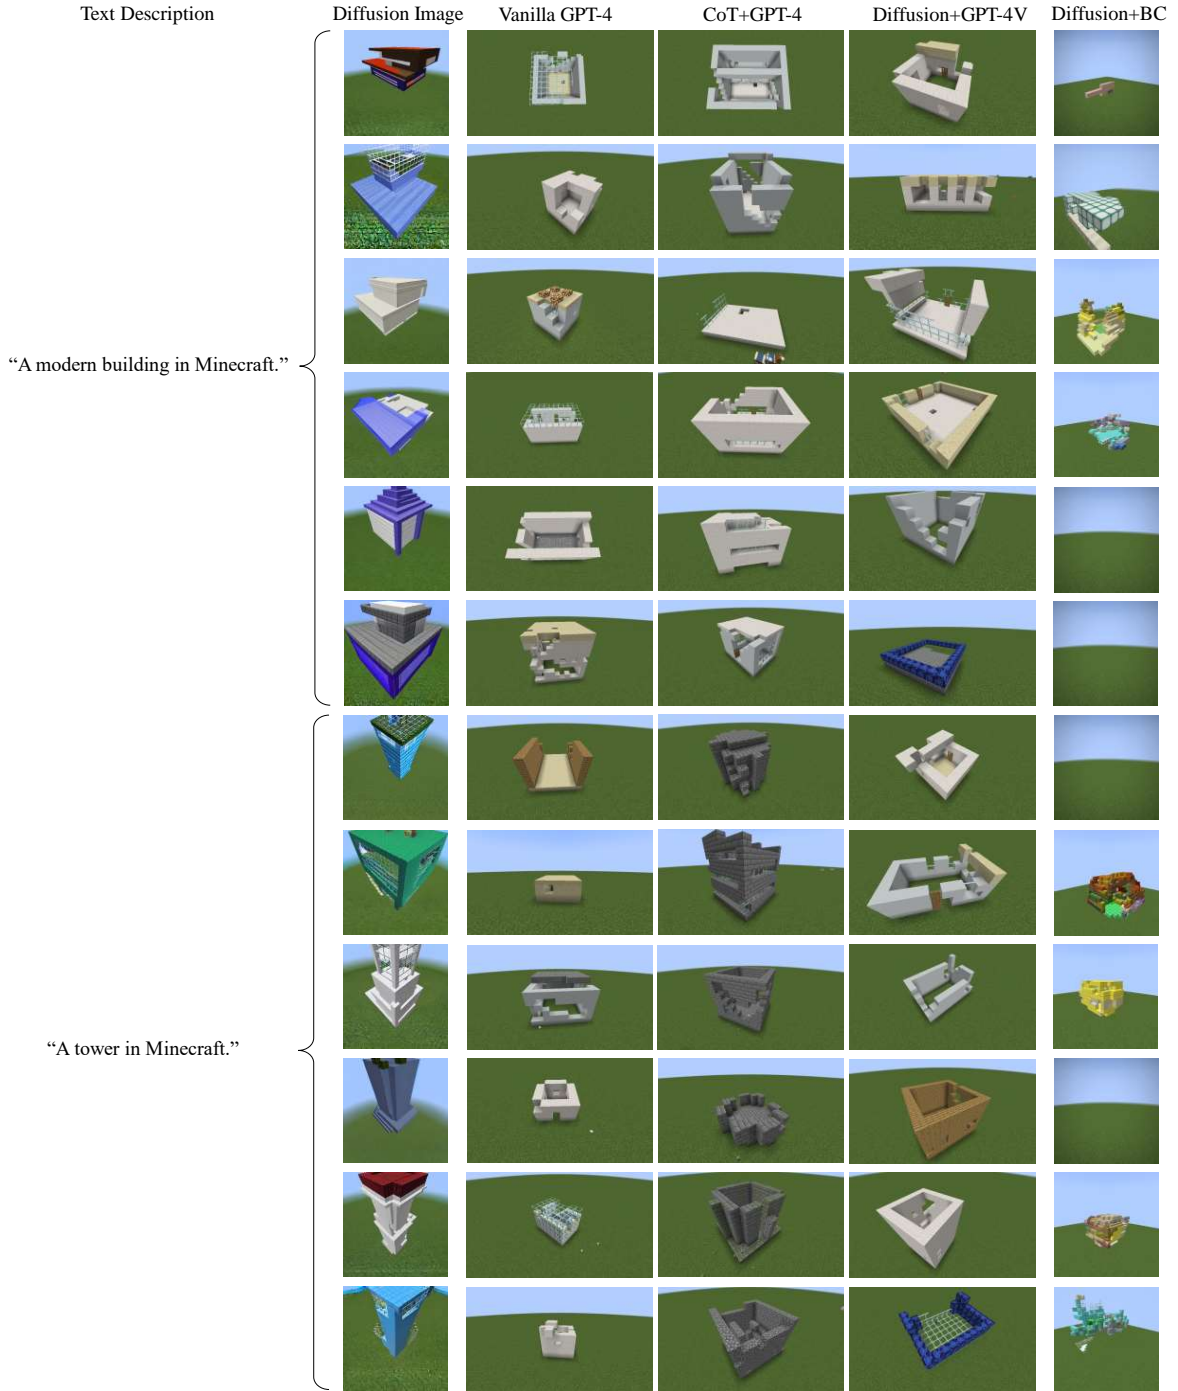 Text Description
Diffusion Image
Vanilla GPT-4
CoT+GPT-4
Diffusion+GPT-4V
Diffusion+BC
“A modern building in Minecraft.”
“A tower in Minecraft.”